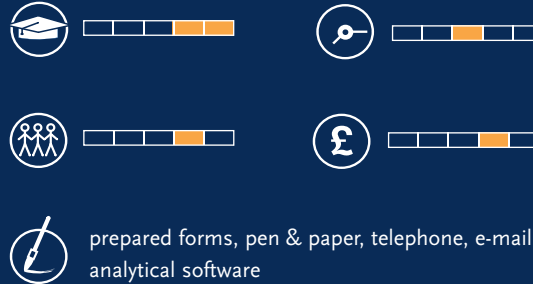 £
prepared forms, pen & paper, telephone, e-mail
analytical software